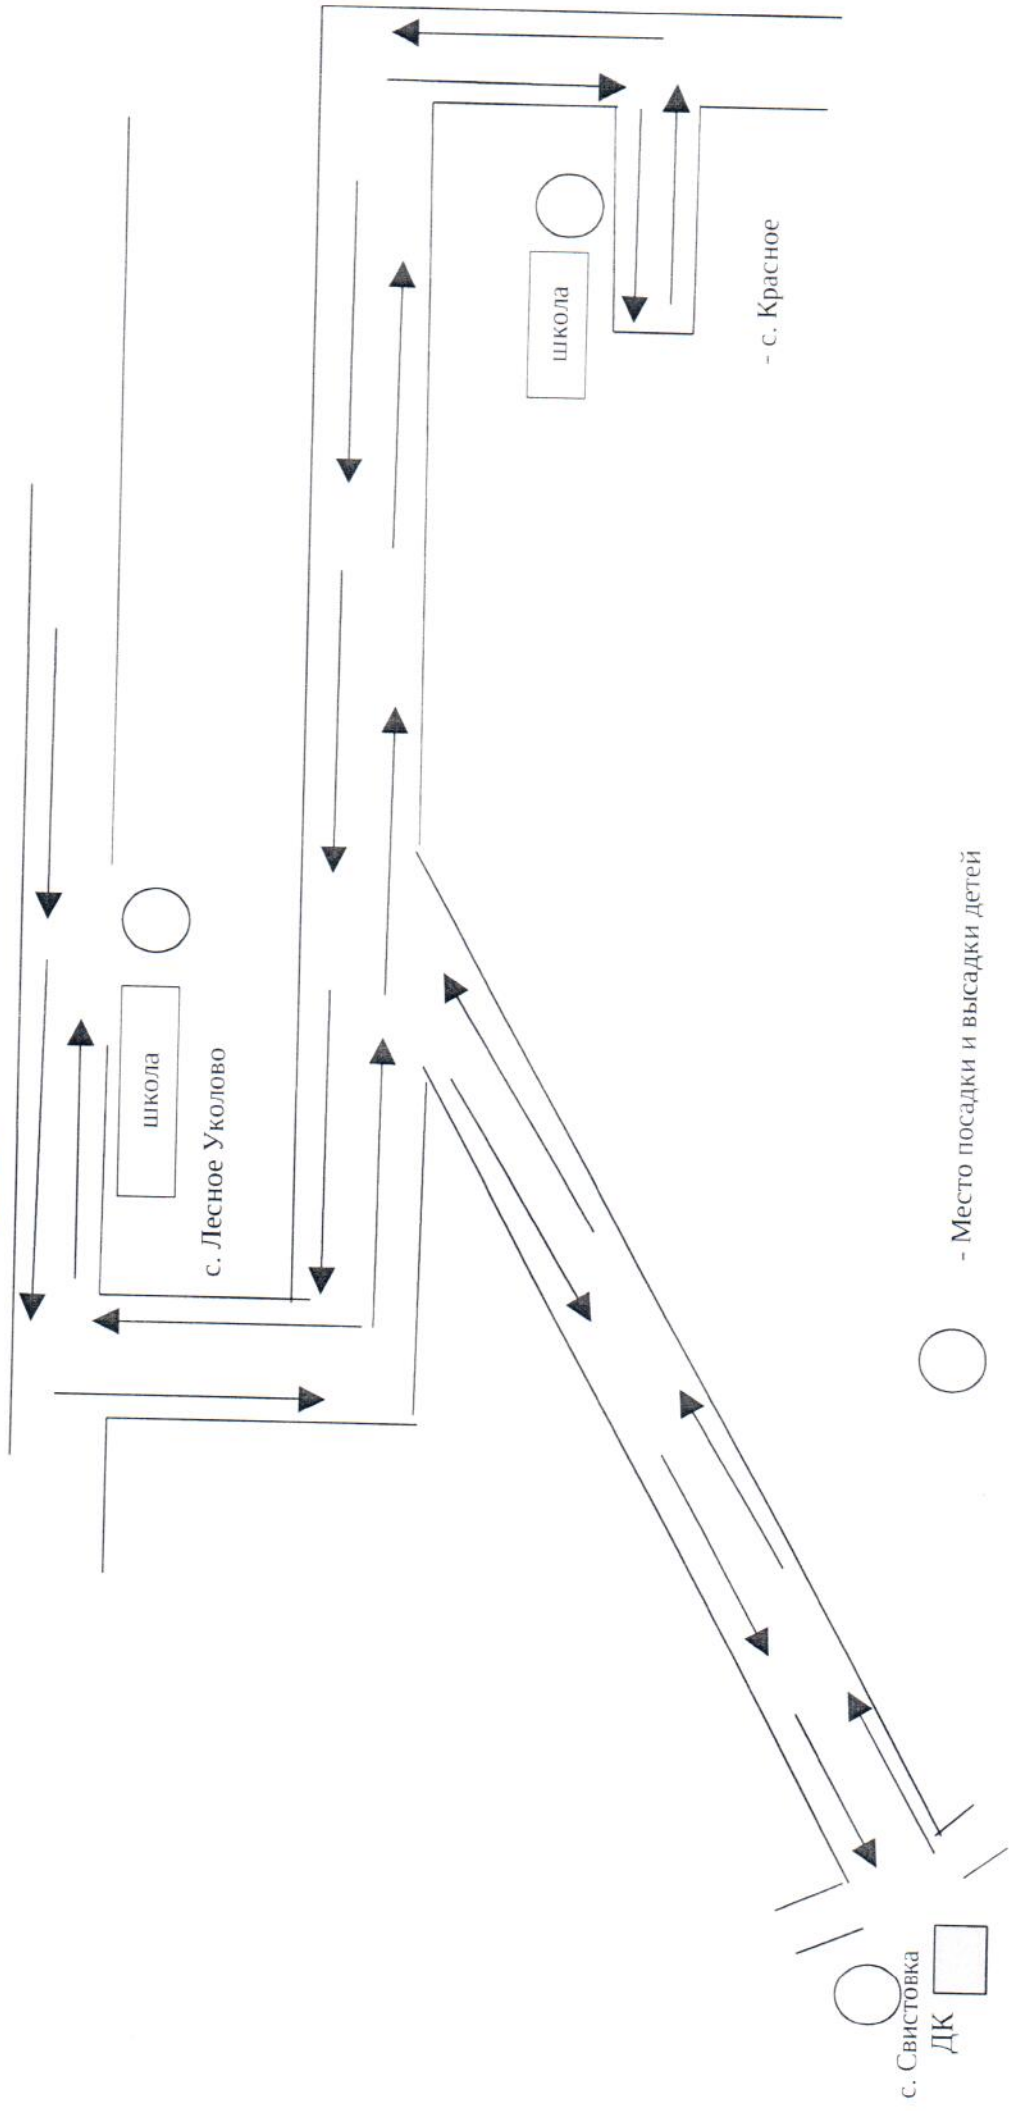 школа
с. Лесное Уколово
школа
- с. Красное
- Место посадки и высадки детей
с. Свистовка
ДК